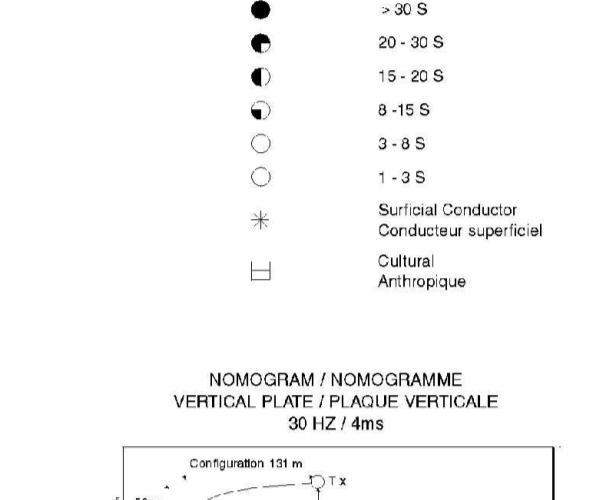 > 30 S
20 - 30 S
15 - 20 S
8 -15 S
3 - 8 S
1 - 3 S
Surficial Conductor
Conducteur superficiel
Cultural
Anthropique
NOMOGRAM / NOMOGRAMME
VERTICAL PLATE / PLAQUE VERTICALE
30 HZ / 4ms
Configuration 131 m
Tx